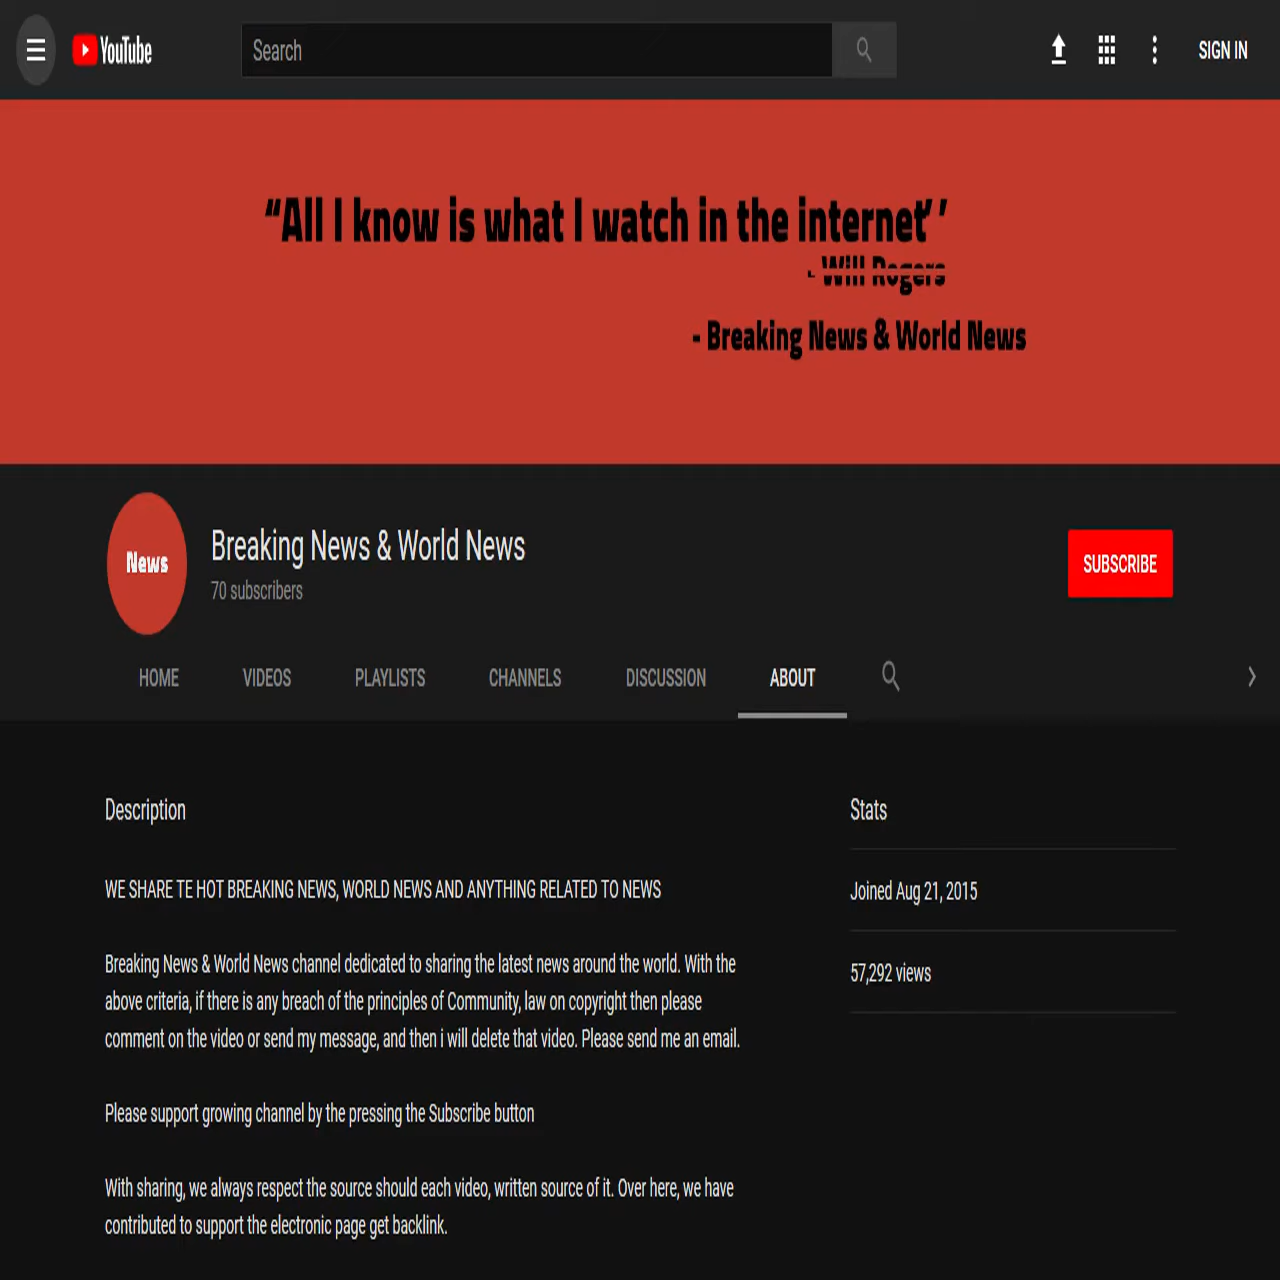 YouTube
Search
SIGN IN
“All I know is what I watch in the internet’’
- Will Rogers
- Breaking News & World News
News
Breaking News & World News
70 subscribers
SUBSCRIBE
HOME VIDEOS PLAYLISTS CHANNELS DISCUSSION ABOUT
Description
WE SHARE TE HOT BREAKING NEWS, WORLD NEWS AND ANYTHING RELATED TO NEWS
Breaking News & World News channel dedicated to sharing the latest news around the world. With the
above criteria, if there is any breach of the principles of Community, law on copyright then please
comment on the video or send my message, and then i will delete that video. Please send me an email.
Please support growing channel by the pressing the Subscribe button
With sharing, we always respect the source should each video, written source of it. Over here, we have
contributed to support the electronic page get backlink.
Stats
Joined Aug 21, 2015
57,292 views